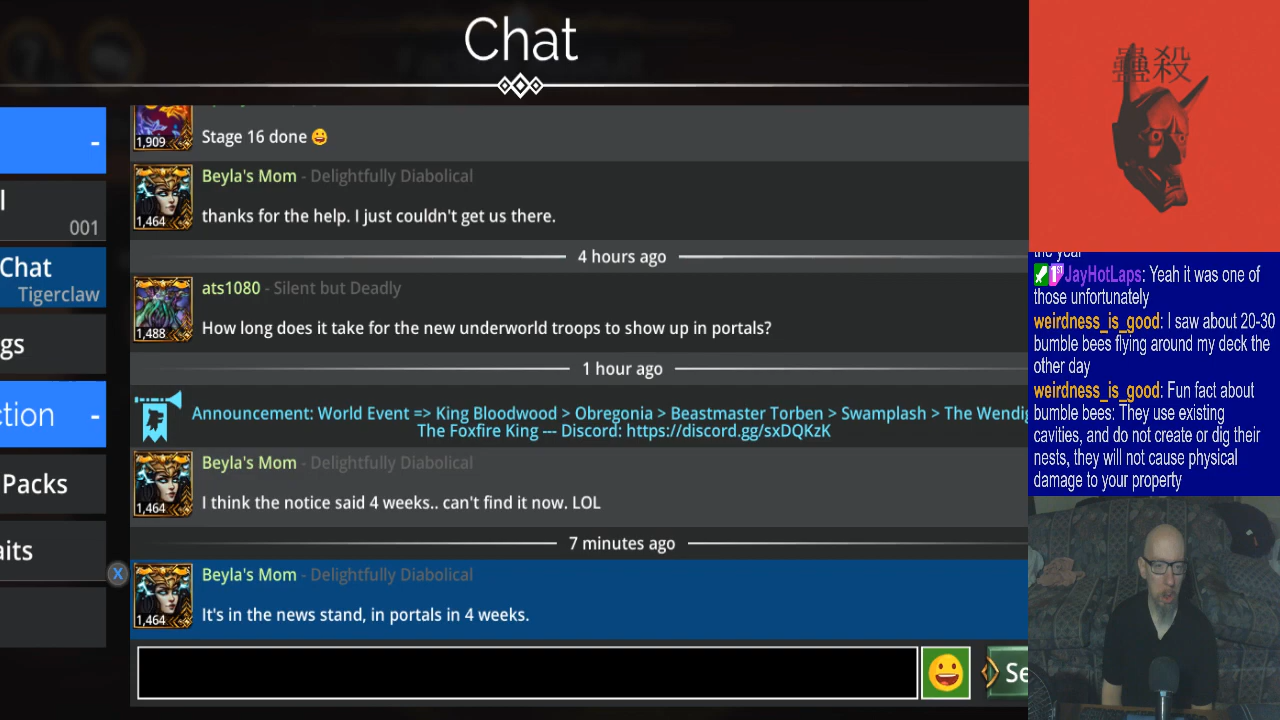 Chat
-
l
001
Chat
Tigerclaw
gs
ction
-
Packs
aits
X
1,909
Stage 16 done
Beyla's Mom - Delightfully Diabolical
1,464
thanks for the help. I just couldn't get us there.
4 hours ago
ats1080 - Silent but Deadly
1,488
How long does it take for the new underworld troops to show up in portals?
1 hour ago
Announcement: World Event => King Bloodwood > Obregonia > Beastmaster Torben > Swamplash > The Wendig
The Foxfire King --- Discord: https://discord.gg/sxDQKzK
Beyla's Mom - Delightfully Diabolical
1,464
I think the notice said 4 weeks.. can't find it now. LOL
7 minutes ago
Beyla's Mom - Delightfully Diabolical
1,464
It's in the news stand, in portals in 4 weeks.
Se
蠱殺
the year
1ST JayHotLaps: Yeah it was one of
those unfortunately
weirdness_is_good: I saw about 20-30
bumble bees flying around my deck the
other day
weirdness_is_good: Fun fact about
bumble bees: They use existing
cavities, and do not create or dig their
nests, they will not cause physical
damage to your property